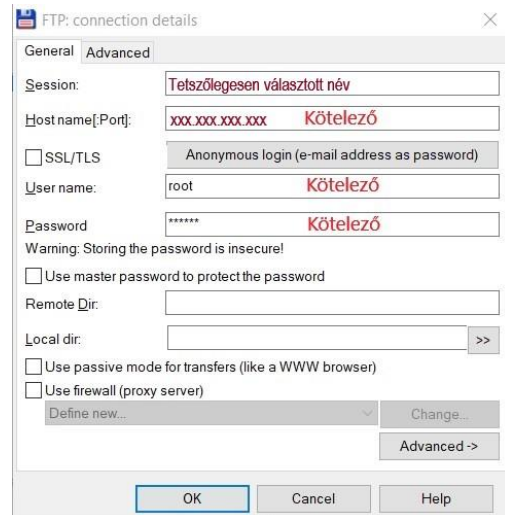 FTP: connection details
General Advanced
Session: Tetszőlegesen választott név
Host name[:Port]: xxx.xxx.xxx.xxx Kötelező
SSL/TLS Anonymous login (e-mail address as password)
User name: root Kötelező
Password ****** Kötelező
Warning: Storing the password is insecure!
Use master password to protect the password
Remote Dir:
Local dir: >>
Use passive mode for transfers (like a WWW browser)
Use firewall (proxy server)
Define new... Change...
Advanced ->
OK Cancel Help